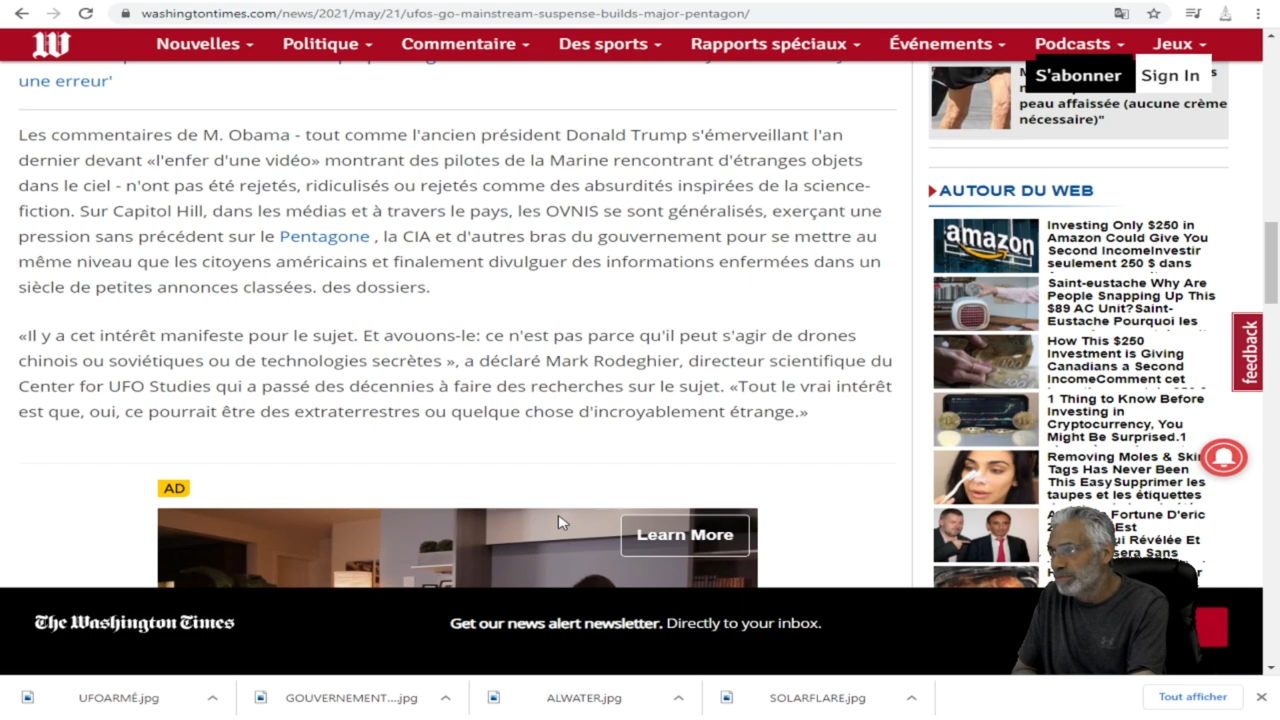 washingtontimes.com/news/2021/may/21/ufos-go-mainstream-suspense-builds-major-pentagon/
W
Nouvelles
Politique
Commentaire
Des sports
Rapports spéciaux
Événements
Podcasts
Jeux
S'abonner
Sign In
une erreur'
Les commentaires de M. Obama - tout comme l'ancien président Donald Trump s'émerveillant l'an
dernier devant «l'enfer d'une vidéo» montrant des pilotes de la Marine rencontrant d'étranges objets
dans le ciel - n'ont pas été rejetés, ridiculisés ou rejetés comme des absurdités inspirées de la science-
fiction. Sur Capitol Hill, dans les médias et à travers le pays, les OVNIS se sont généralisés, exerçant une
pression sans précédent sur le Pentagone , la CIA et d'autres bras du gouvernement pour se mettre au
même niveau que les citoyens américains et finalement divulguer des informations enfermées dans un
siècle de petites annonces classées. des dossiers.
«Il y a cet intérêt manifeste pour le sujet. Et avouons-le: ce n'est pas parce qu'il peut s'agir de drones
chinois ou soviétiques ou de technologies secrètes », a déclaré Mark Rodeghier, directeur scientifique du
Center for UFO Studies qui a passé des décennies à faire des recherches sur le sujet. «Tout le vrai intérêt
est que, oui, ce pourrait être des extraterrestres ou quelque chose d'incroyablement étrange.»
AD
Learn More
peau affaissée (aucune crème
nécessaire)"
AUTOUR DU WEB
amazon
Investing Only $250 in
Amazon Could Give You
Second IncomeInvestir
seulement 250 $ dans
Saint-eustache Why Are
People Snapping Up This
$89 AC Unit?Saint-
Eustache Pourquoi les
How This $250
Investment is Giving
Canadians a Second
IncomeComment cet
1 Thing to Know Before
Investing in
Cryptocurrency, You
Might Be Surprised.1
Removing Moles & Skin
Tags Has Never Been
This EasySupprimer les
taupes et les étiquettes
Fortune D'eric
Est
Révélée Et
sera Sans
feedback
The Washington Times
Get our news alert newsletter. Directly to your inbox.
UFOARMÉ.jpg
GOUVERNEMENT....jpg
ALWATER.jpg
SOLARFLARE.jpg
Tout afficher